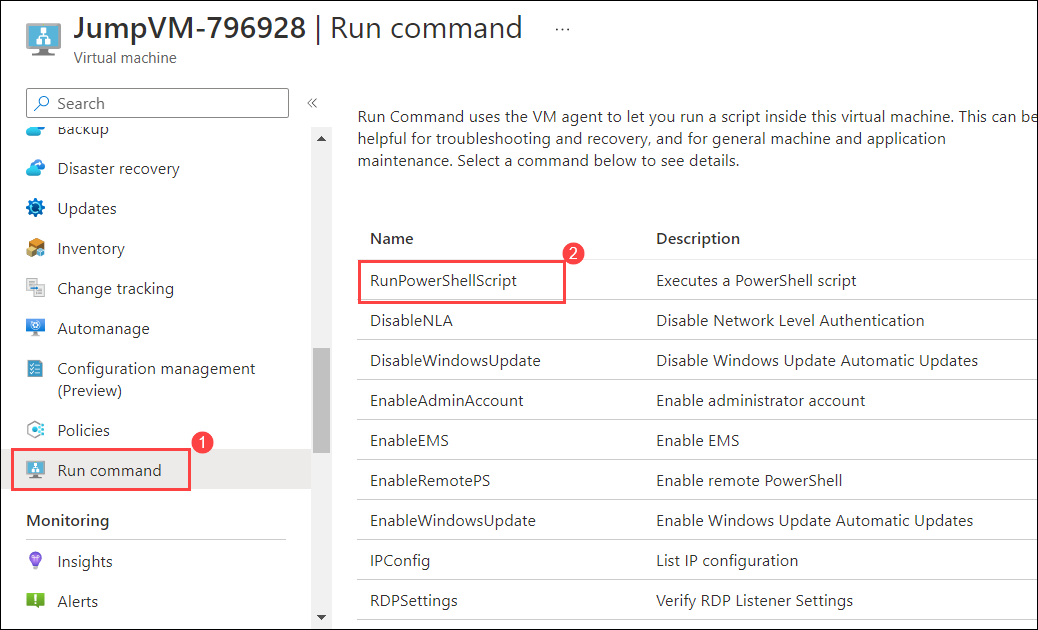 JumpVM-796928 | Run command ...
Virtual machine
Search
«
Backup
Disaster recovery
Updates
Inventory
Change tracking
Automanage
Configuration management
(Preview)
Policies
Run command
1
Monitoring
Insights
Alerts
Run Command uses the VM agent to let you run a script inside this virtual machine. This can be
helpful for troubleshooting and recovery, and for general machine and application
maintenance. Select a command below to see details.
Name Description
2
RunPowerShellScript Executes a PowerShell script
DisableNLA Disable Network Level Authentication
DisableWindowsUpdate Disable Windows Update Automatic Updates
EnableAdminAccount Enable administrator account
EnableEMS Enable EMS
EnableRemotePS Enable remote PowerShell
EnableWindowsUpdate Enable Windows Update Automatic Updates
IPConfig List IP configuration
RDPSettings Verify RDP Listener Settings